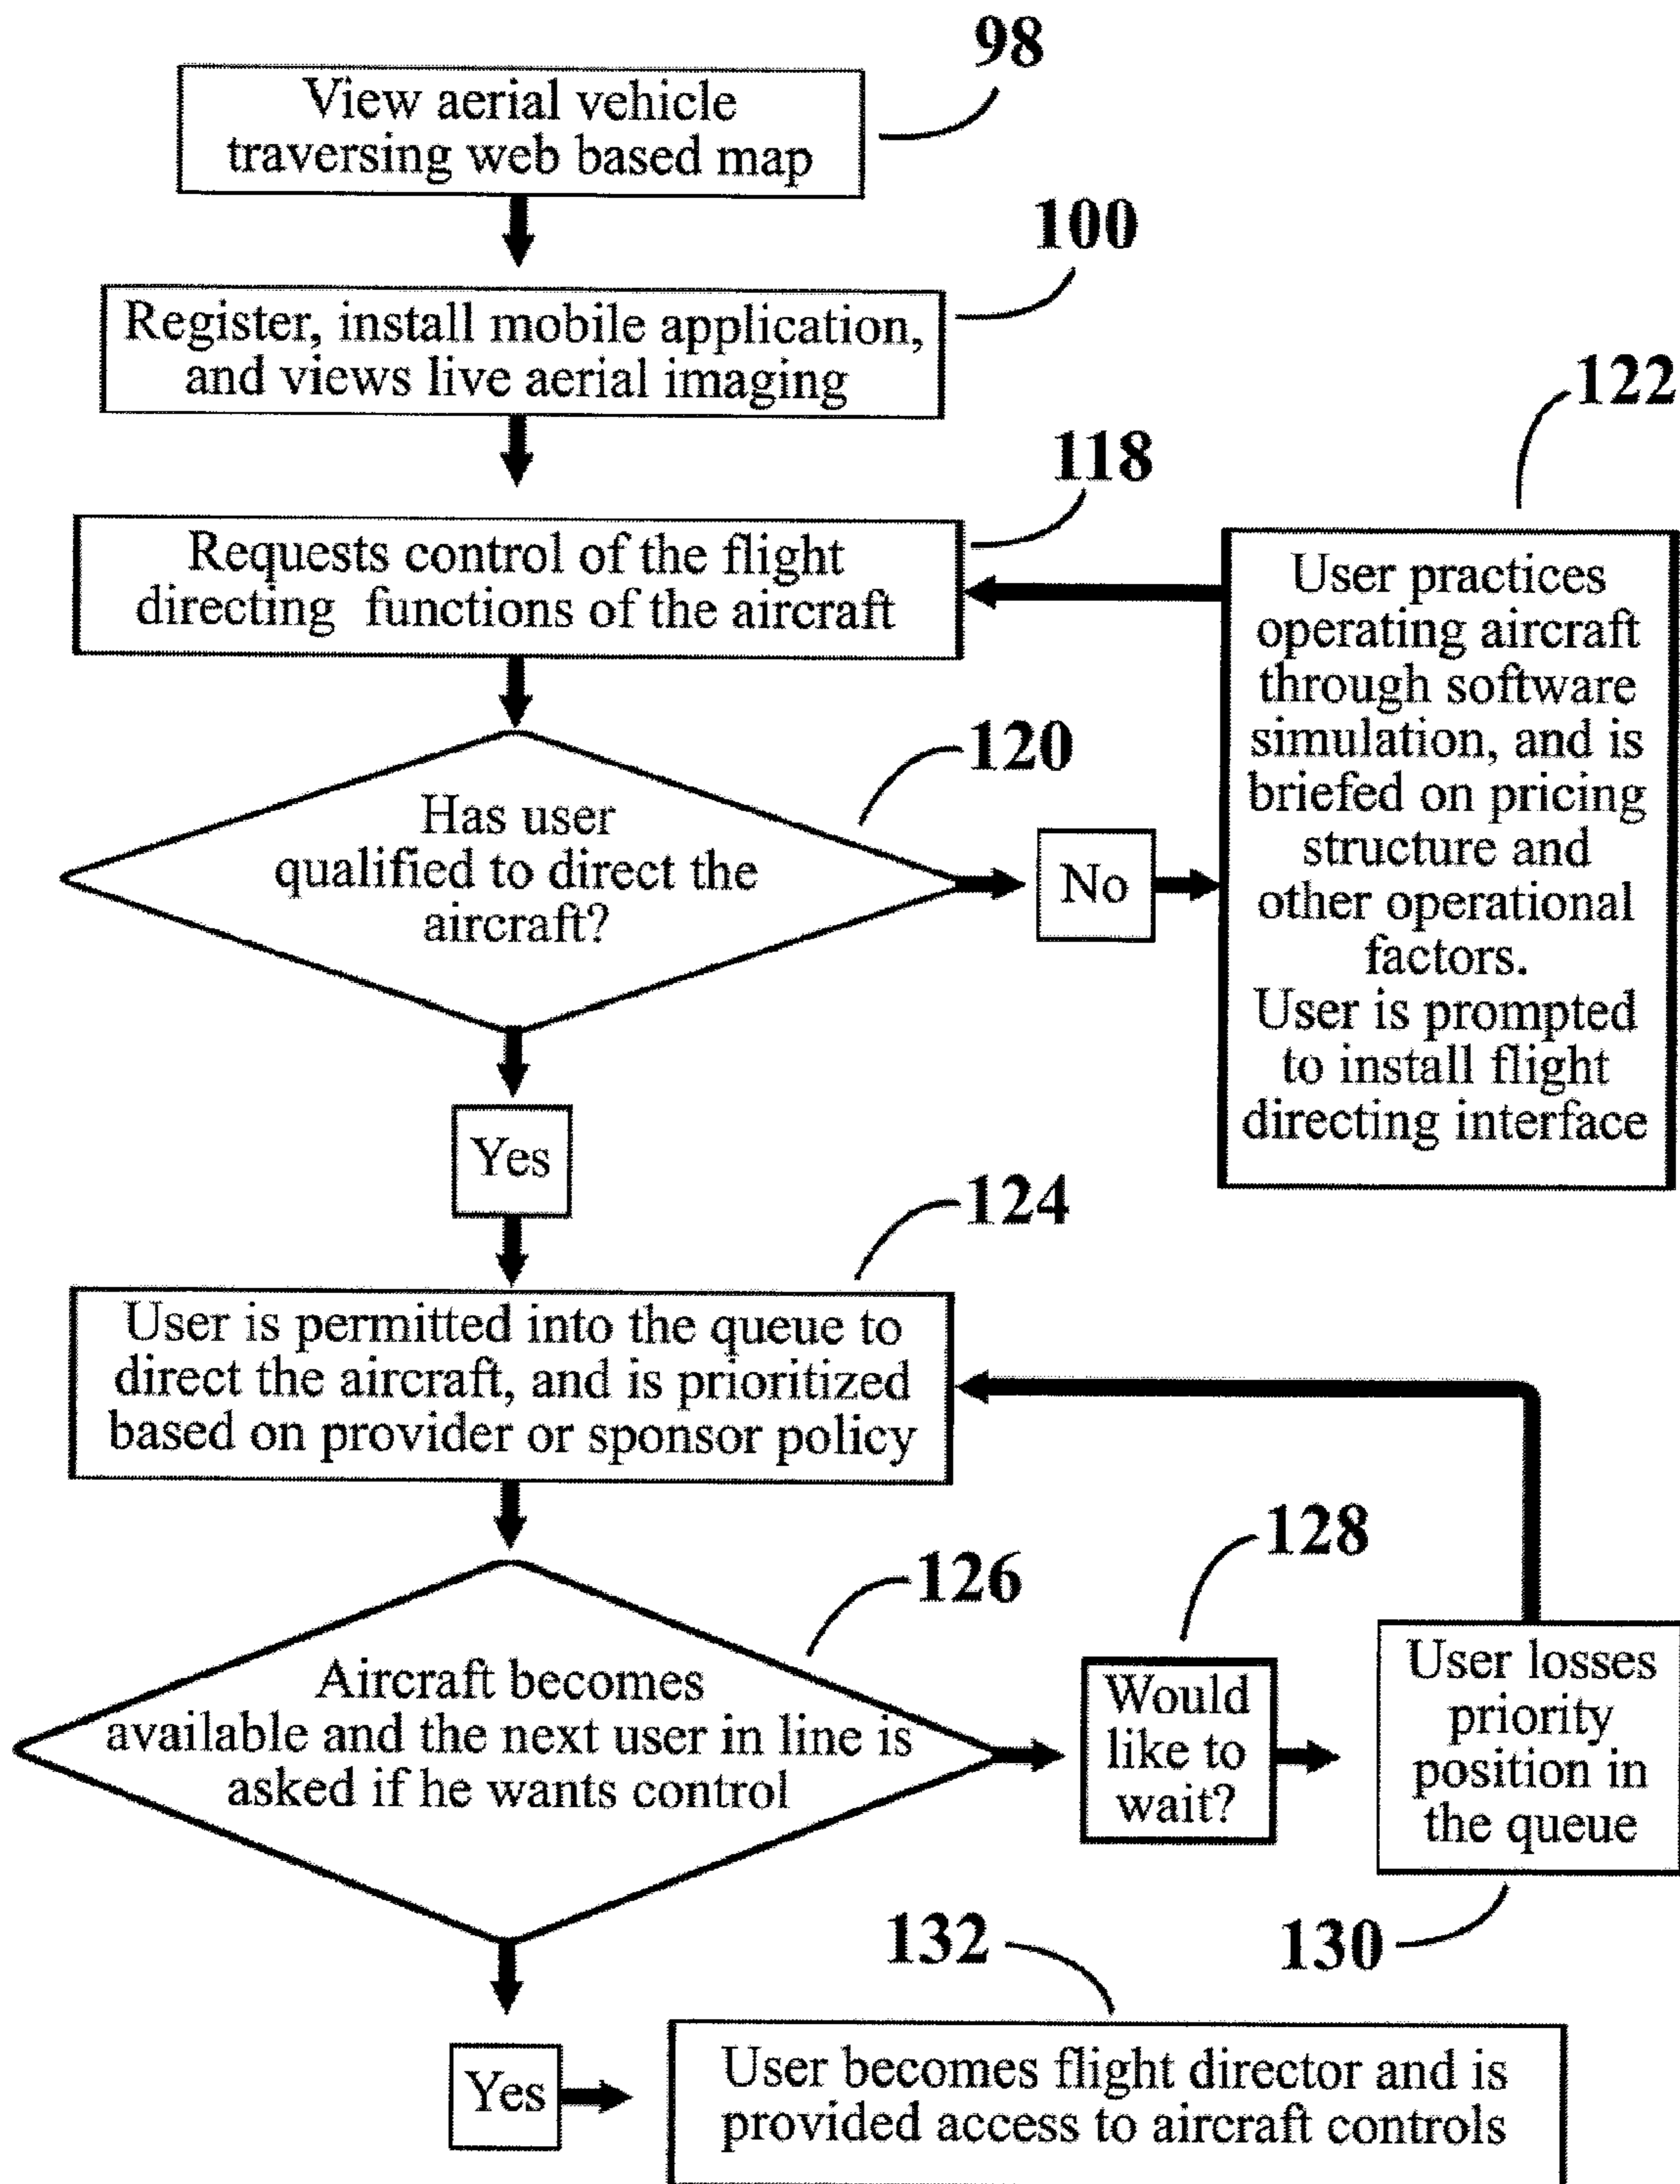 98
View aerial vehicle
traversing web based map
100
Register, install mobile application,
and views live aerial imaging
118
Requests control of the flight
directing functions of the aircraft
122
User practices
operating aircraft
through software
simulation, and is
briefed on pricing
structure and
other operational
factors.
User is prompted
to install flight
directing interface
120
Has user
qualified to direct the
aircraft?
No
Yes
124
User is permitted into the queue to
direct the aircraft, and is prioritized
based on provider or sponsor policy
126
Aircraft becomes
available and the next user in line is
asked if he wants control
128
Would
like to
wait?
User losses
priority
position in
the queue
130
132
Yes
User becomes flight director and is
provided access to aircraft controls